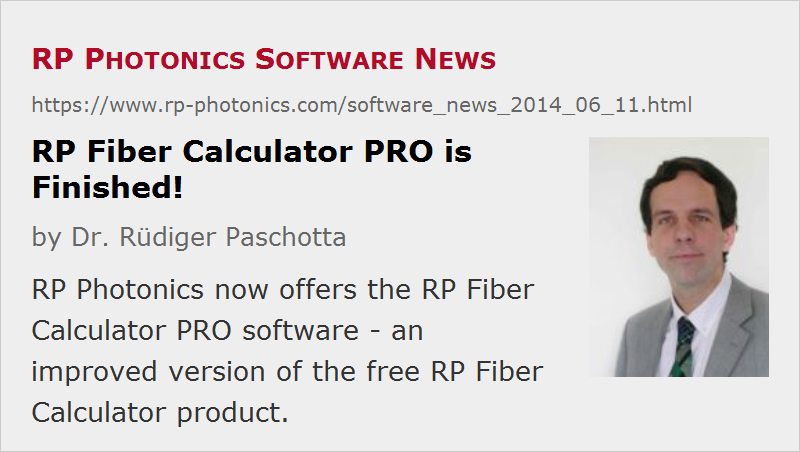 RP PHOTONICS SOFTWARE NEWS
https://www.rp-photonics.com/software_news_2014_06_11.html
RP Fiber Calculator PRO is
Finished!
by Dr. Rüdiger Paschotta
RP Photonics now offers the RP Fiber
Calculator PRO software - an
improved version of the free RP Fiber
Calculator product.